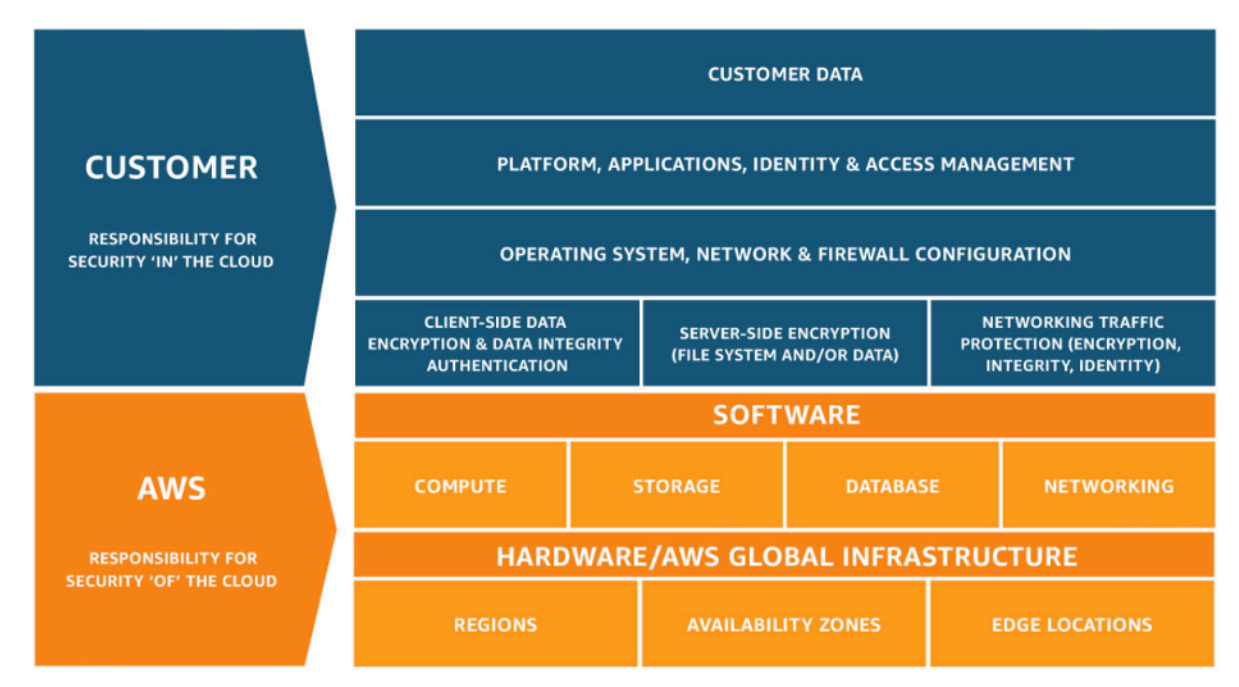 CUSTOMER
RESPONSIBILITY FOR
SECURITY ‘IN’ THE CLOUD
CUSTOMER DATA
PLATFORM, APPLICATIONS, IDENTITY & ACCESS MANAGEMENT
OPERATING SYSTEM, NETWORK & FIREWALL CONFIGURATION
CLIENT-SIDE DATA
ENCRYPTION & DATA INTEGRITY
AUTHENTICATION
SERVER-SIDE ENCRYPTION
(FILE SYSTEM AND/OR DATA)
NETWORKING TRAFFIC
PROTECTION (ENCRYPTION,
INTEGRITY, IDENTITY)
AWS
RESPONSIBILITY FOR
SECURITY ‘OF’ THE CLOUD
SOFTWARE
COMPUTE
STORAGE
DATABASE
NETWORKING
HARDWARE/AWS GLOBAL INFRASTRUCTURE
REGIONS
AVAILABILITY ZONES
EDGE LOCATIONS